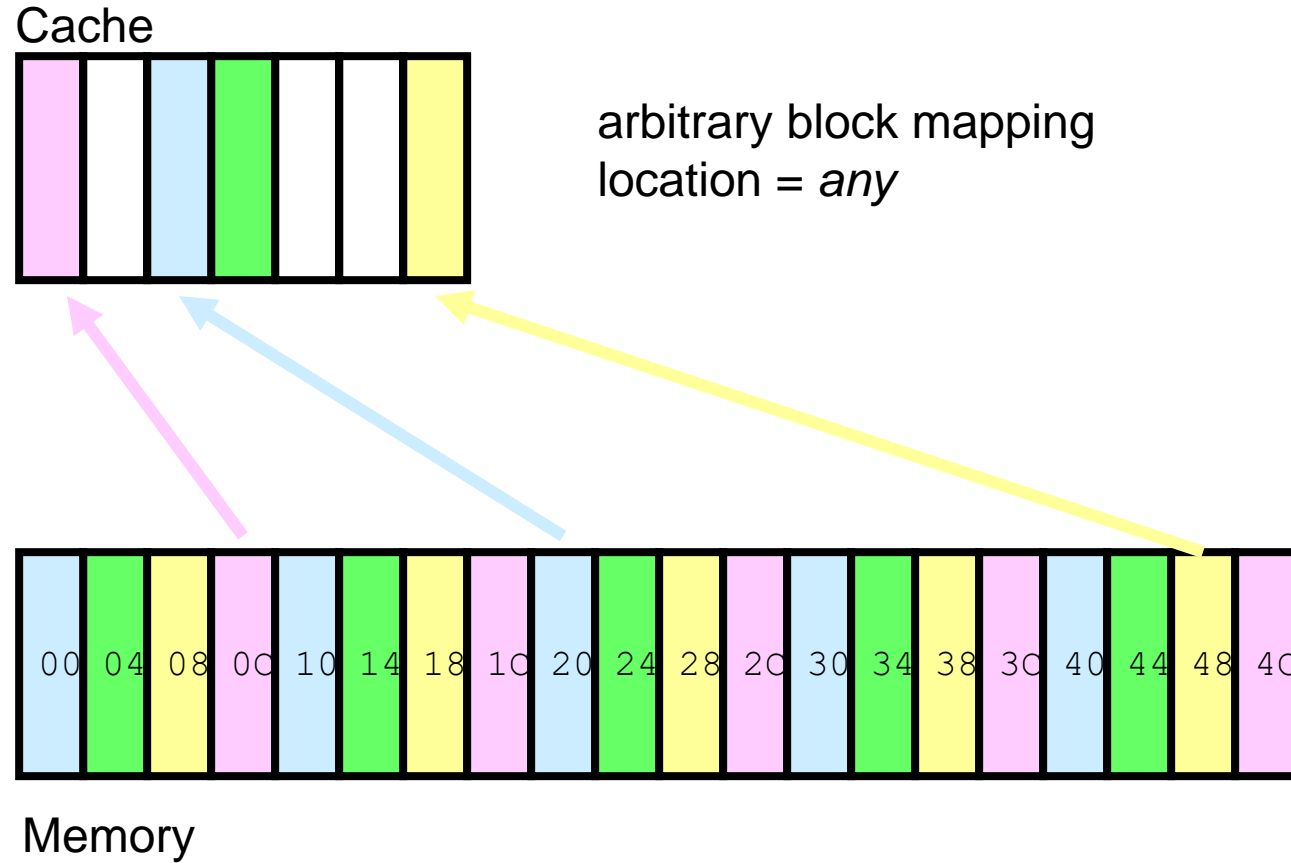 Cache
arbitrary block mapping
location = any
00 04 08 0C 10 14 18 1C 20 24 28 2C 30 34 38 3C 40 44 48 4C
Memory